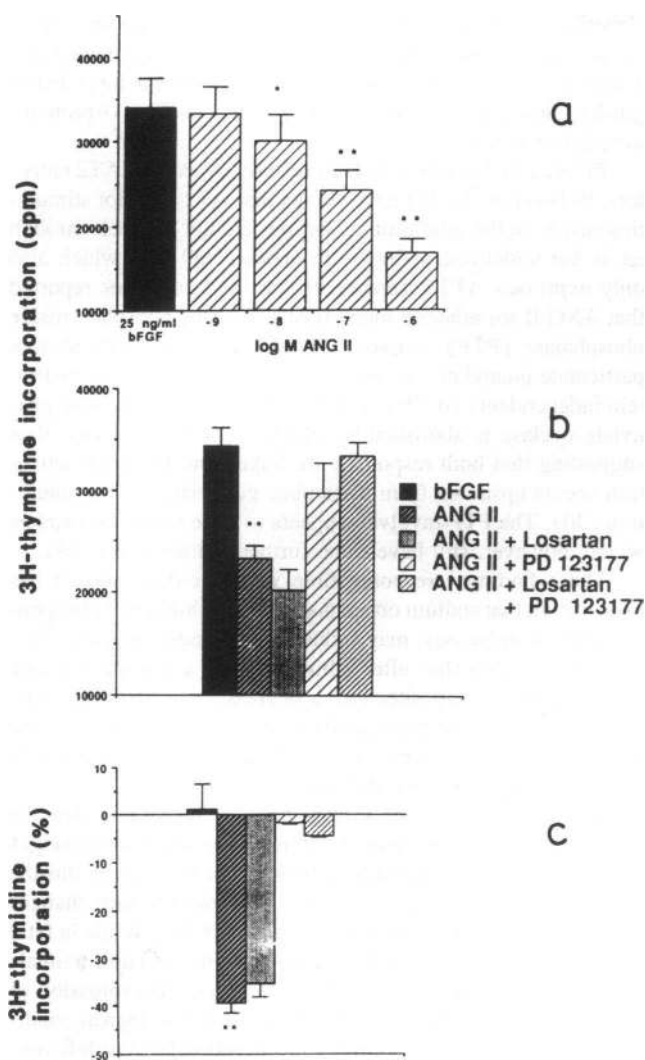 a
3H-thymidine incorporation (cpm)
40000
30000
20000
10000
25 ng/ml
bFGF
-9
-8
-7
-6
*
**
**
log M ANG II
b
40000
30000
20000
10000
**
bFGF
ANG II
ANG II + Losartan
ANG II + PD 123177
ANG II + Losartan
+ PD 123177
c
3H-thymidine
incorporation (%)
10
0
-10
-20
-30
-40
-50
**